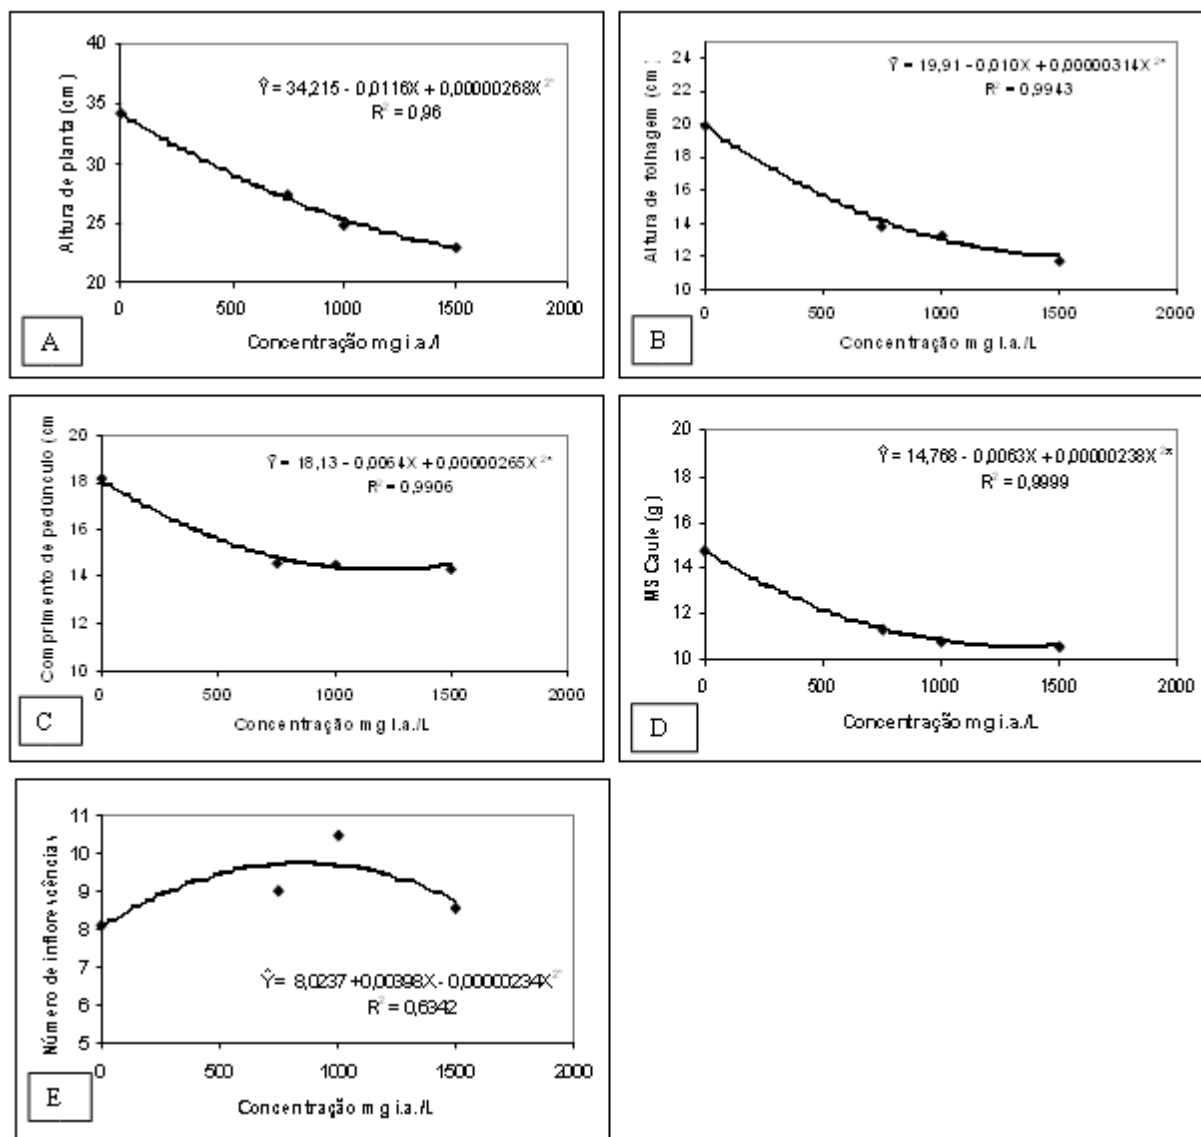 40
35
30
25
20
Altura de planta (cm)
Ŷ = 34,215 - 0,0116X + 0,00000268X²*
R² = 0,96
0 500 1000 1500 2000
Concentração mg i.a./l
A
24
22
20
18
16
14
12
10
Altura de folhagem (cm)
Ŷ = 19,91 - 0,010X + 0,00000314X²*
R² = 0,9943
0 500 1000 1500 2000
Concentração mg i.a./L
B
20
18
16
14
12
10
Comprimento de pedúnculo (cm
Ŷ = 18,13 - 0,0064X + 0,00000265X²*
R² = 0,9906
0 500 1000 1500 2000
Concentração mg i.a./L
C
20
18
16
14
12
10
MS Caule (g)
Ŷ = 14,768 - 0,0063X + 0,00000238X²*
R² = 0,9999
0 500 1000 1500 2000
Concentração mg i.a./L
D
11
10
9
8
7
6
5
Número de inflorescências
Ŷ = 8,0237 +0,00398X - 0,00000234X²*
R² = 0,6342
0 500 1000 1500 2000
Concentração mg i.a./L
E